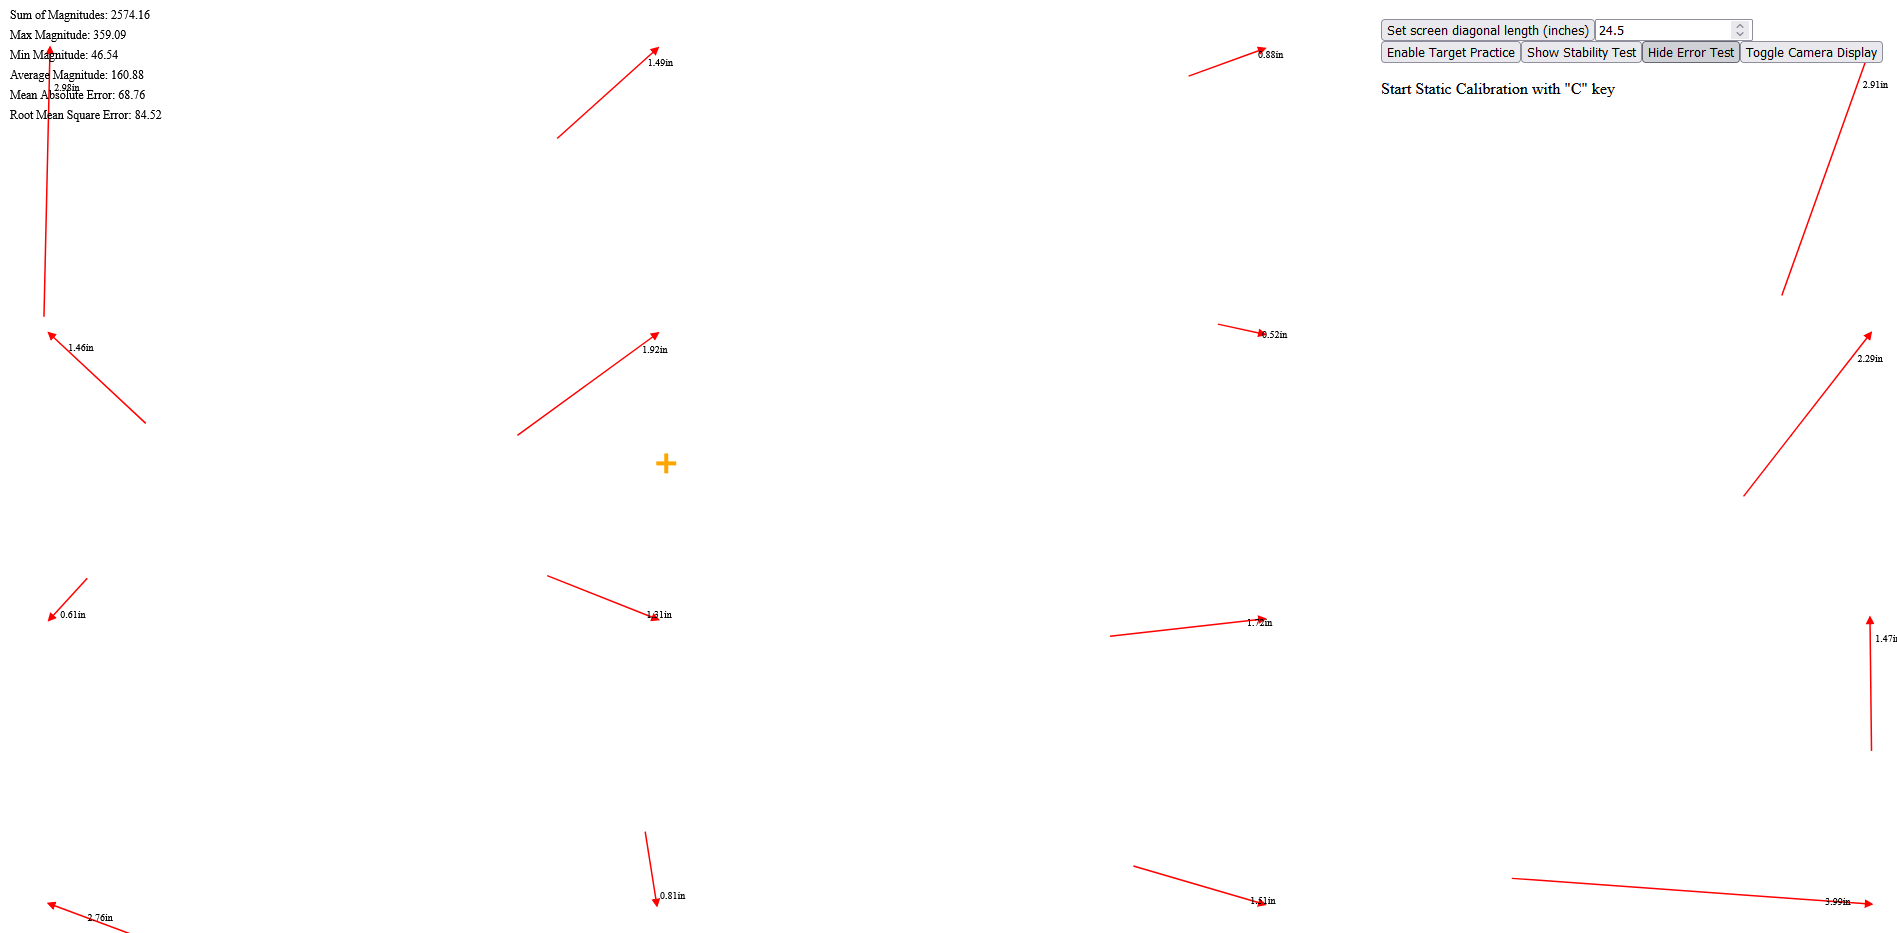 Sum of Magnitudes: 2574.16
Max Magnitude: 359.09
Min Magnitude: 46.54
Average Magnitude: 160.88
Mean Absolute Error: 68.76
Root Mean Square Error: 84.52
Set screen diagonal length (inches) 24.5
Enable Target Practice Show Stability Test Hide Error Test Toggle Camera Display
Start Static Calibration with "C" key
2.98in
1.49in
0.88in
2.91in
1.46in
1.92in
0.52in
2.29in
0.61in
1.31in
1.72in
1.47i
2.76in
0.81in
1.51in
3.99in